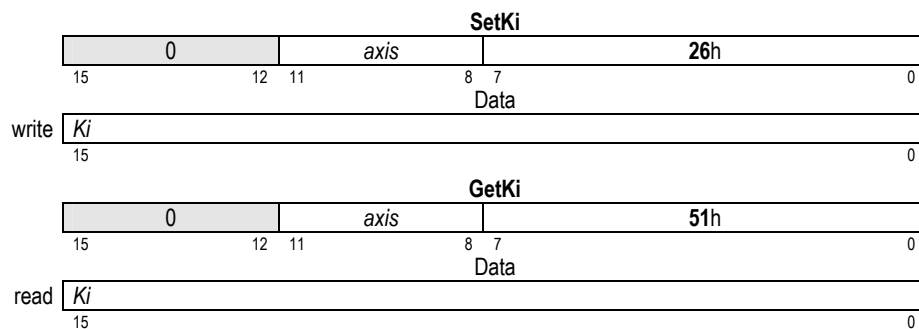 SetKi
0 axis 26h
15 12 11 8 7 0
Data
write Ki
15 0
GetKi
0 axis 51h
15 12 11 8 7 0
Data
read Ki
15 0